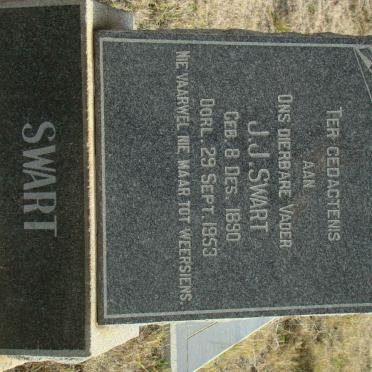 TER GEDAGTENIS
AAN
ONS DIERBARE VADER
J.J. SWART
GEB. 8 DES. 1890
OORL. 29 SEPT. 1953
NIE VAARWEL NIE MAAR TOT WEERSIENS.
SWART